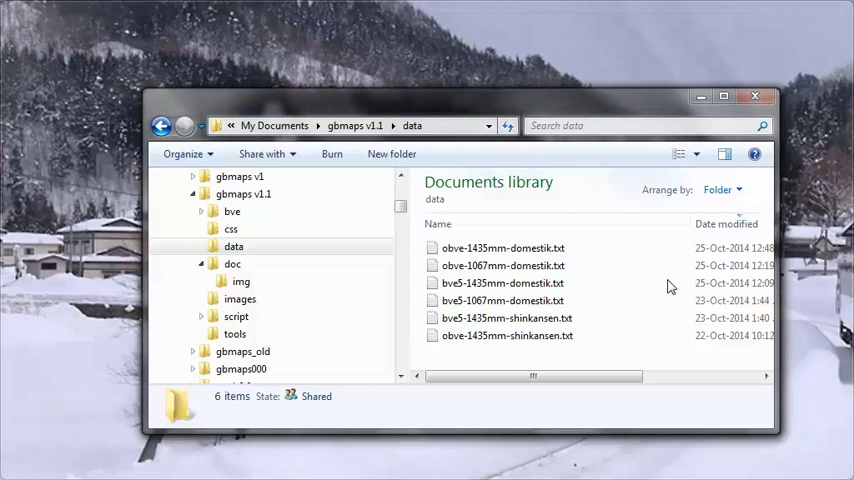 « My Documents gbmaps v1.1 data
Search data
Organize Share with Burn New folder
gbmaps v1
gbmaps v1.1
bve
css
data
doc
img
images
script
tools
gbmaps_old
gbmaps000
Documents library
data
Arrange by: Folder
Name Date modified
obve-1435mm-domestik.txt 25-Oct-2014 12:48
obve-1067mm-domestik.txt 25-Oct-2014 12:19
bve5-1435mm-domestik.txt 25-Oct-2014 12:09
bve5-1067mm-domestik.txt 23-Oct-2014 1:44 ...
bve5-1435mm-shinkansen.txt 23-Oct-2014 1:40 ...
obve-1435mm-shinkansen.txt 22-Oct-2014 10:12
6 items State: Shared